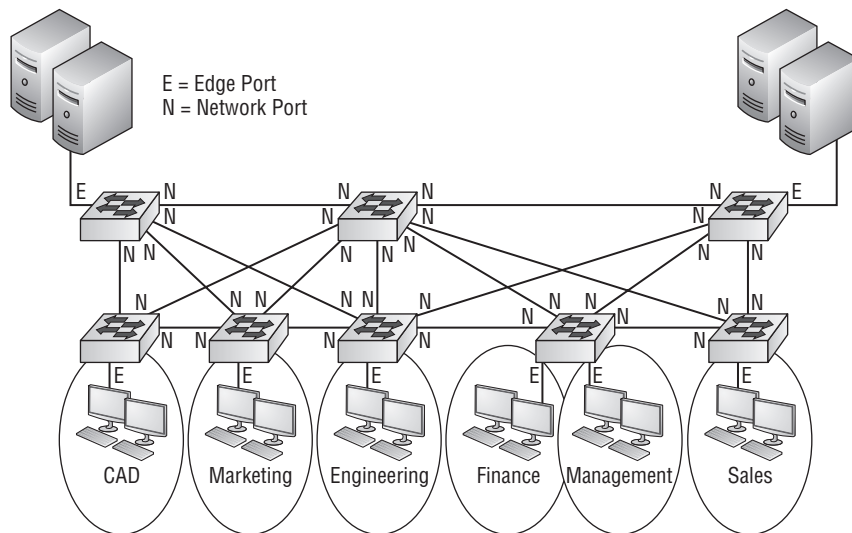 E = Edge Port
N = Network Port
E N N N N E
N N N N
N N N N N N N N
N N N N N N N N N
N N N N N N N N
E E E E E E
CAD Marketing Engineering Finance Management Sales